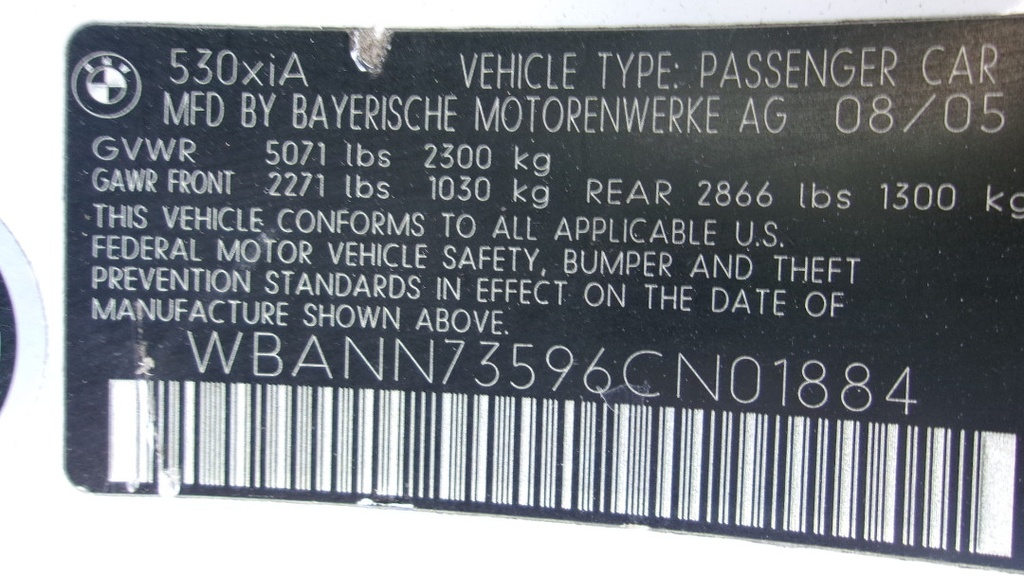 BMW
530xiA VEHICLE TYPE: PASSENGER CAR
MFD BY BAYERISCHE MOTORENWERKE AG 08/05
GVWR 5071 lbs 2300 kg
GAWR FRONT 2271 lbs 1030 kg REAR 2866 lbs 1300 kg
THIS VEHICLE CONFORMS TO ALL APPLICABLE U.S.
FEDERAL MOTOR VEHICLE SAFETY, BUMPER AND THEFT
PREVENTION STANDARDS IN EFFECT ON THE DATE OF
MANUFACTURE SHOWN ABOVE.
WBANN73596CN01884